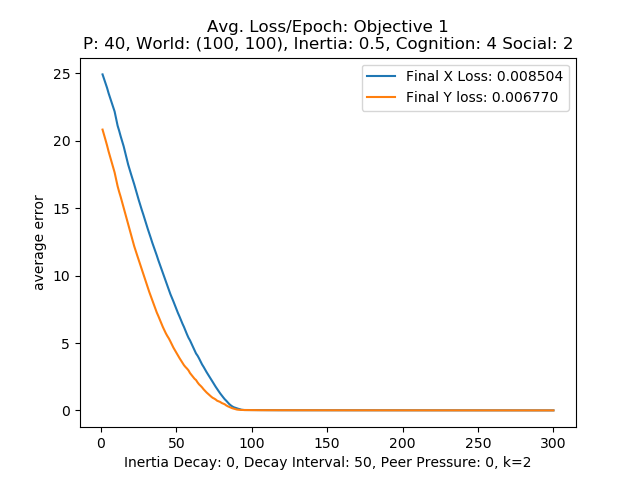 Avg. Loss/Epoch: Objective 1
P: 40, World: (100, 100), Inertia: 0.5, Cognition: 4 Social: 2
Final X Loss: 0.008504
Final Y loss: 0.006770
average error
25
20
15
10
5
0
0 50 100 150 200 250 300
Inertia Decay: 0, Decay Interval: 50, Peer Pressure: 0, k=2